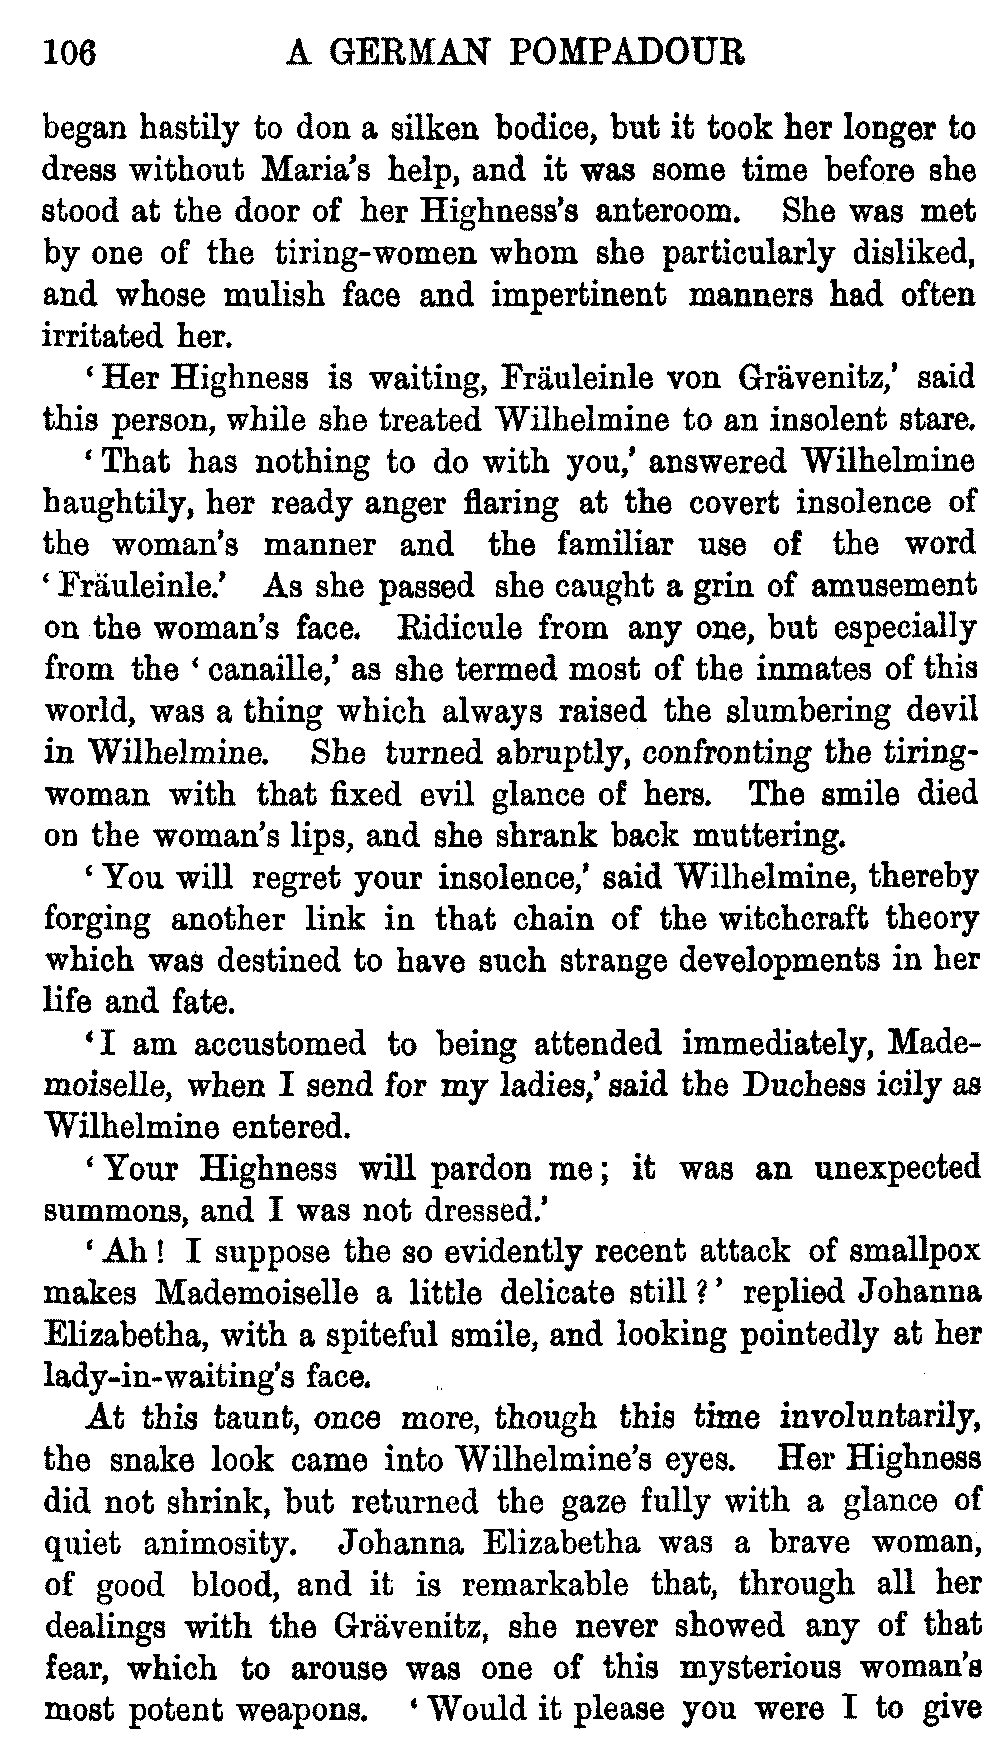 106 A GERMAN POMPADOUR
began hastily to don a silken bodice, but it took her longer to
dress without Maria's help, and it was some time before she
stood at the door of her Highness's anteroom. She was met
by one of the tiring-women whom she particularly disliked,
and whose mulish face and impertinent manners had often
irritated her.
‘Her Highness is waiting, Fräuleinle von Grävenitz,’ said
this person, while she treated Wilhelmine to an insolent stare.
‘That has nothing to do with you,’ answered Wilhelmine
haughtily, her ready anger flaring at the covert insolence of
the woman's manner and the familiar use of the word
‘Fräuleinle.’ As she passed she caught a grin of amusement
on the woman's face. Ridicule from any one, but especially
from the ‘canaille,’ as she termed most of the inmates of this
world, was a thing which always raised the slumbering devil
in Wilhelmine. She turned abruptly, confronting the tiring-
woman with that fixed evil glance of hers. The smile died
on the woman's lips, and she shrank back muttering.
‘You will regret your insolence,’ said Wilhelmine, thereby
forging another link in that chain of the witchcraft theory
which was destined to have such strange developments in her
life and fate.
‘I am accustomed to being attended immediately, Made-
moiselle, when I send for my ladies,’ said the Duchess icily as
Wilhelmine entered.
‘Your Highness will pardon me; it was an unexpected
summons, and I was not dressed.’
‘Ah! I suppose the so evidently recent attack of smallpox
makes Mademoiselle a little delicate still?’ replied Johanna
Elizabetha, with a spiteful smile, and looking pointedly at her
lady-in-waiting's face.
At this taunt, once more, though this time involuntarily,
the snake look came into Wilhelmine's eyes. Her Highness
did not shrink, but returned the gaze fully with a glance of
quiet animosity. Johanna Elizabetha was a brave woman,
of good blood, and it is remarkable that, through all her
dealings with the Grävenitz, she never showed any of that
fear, which to arouse was one of this mysterious woman's
most potent weapons. ‘Would it please you were I to give